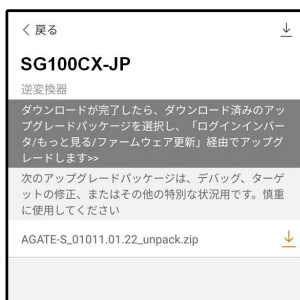 戻る
SG100CX-JP
逆変換器
ダウンロードが完了したら、ダウンロード済みのアッ
プグレードパッケージを選択し、「ログインインバー
タ/もっと見る/ファームウェア更新」経由でアップグ
レードします>>
次のアップグレードパッケージは、デバッグ、ターゲ
ットの修正、またはその他の特別な状況用です。慎重
に使用してください
AGATE-S_01011.01.22_unpack.zip